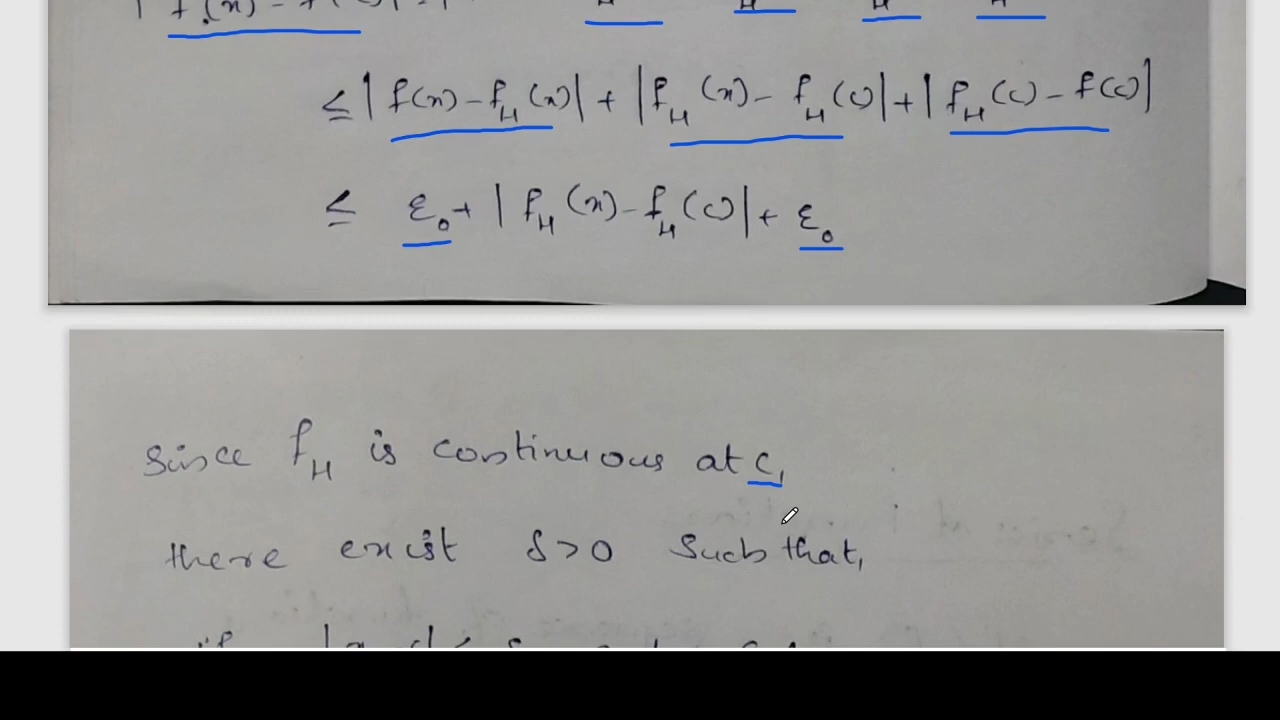 ≤ |f(x) - f_H(x)| + |f_H(x) - f_H(c)| + |f_H(c) - f(c)|
≤ ε₀ + |f_H(x) - f_H(c)| + ε₀
Since f_H is continuous at c,
there exist δ>0 such that,